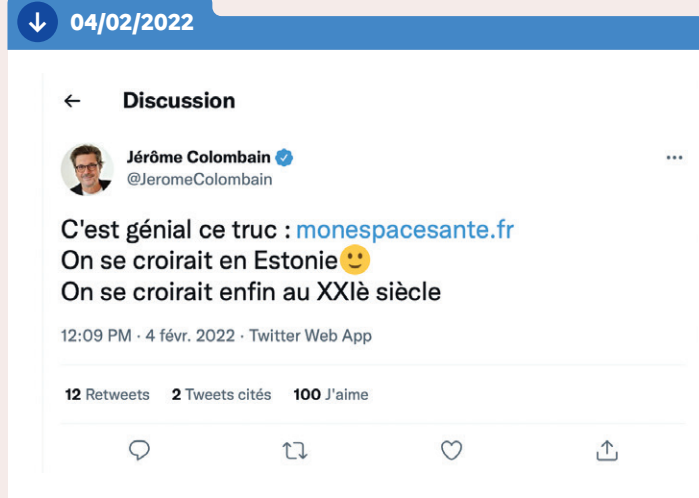 04/02/2022
Discussion
Jérôme Colombain
@JeromeColombain
C'est génial ce truc : monespacesante.fr
On se croirait en Estonie🙂
On se croirait enfin au XXIè siècle
12:09 PM · 4 févr. 2022 · Twitter Web App
12 Retweets 2 Tweets cités 100 J'aime